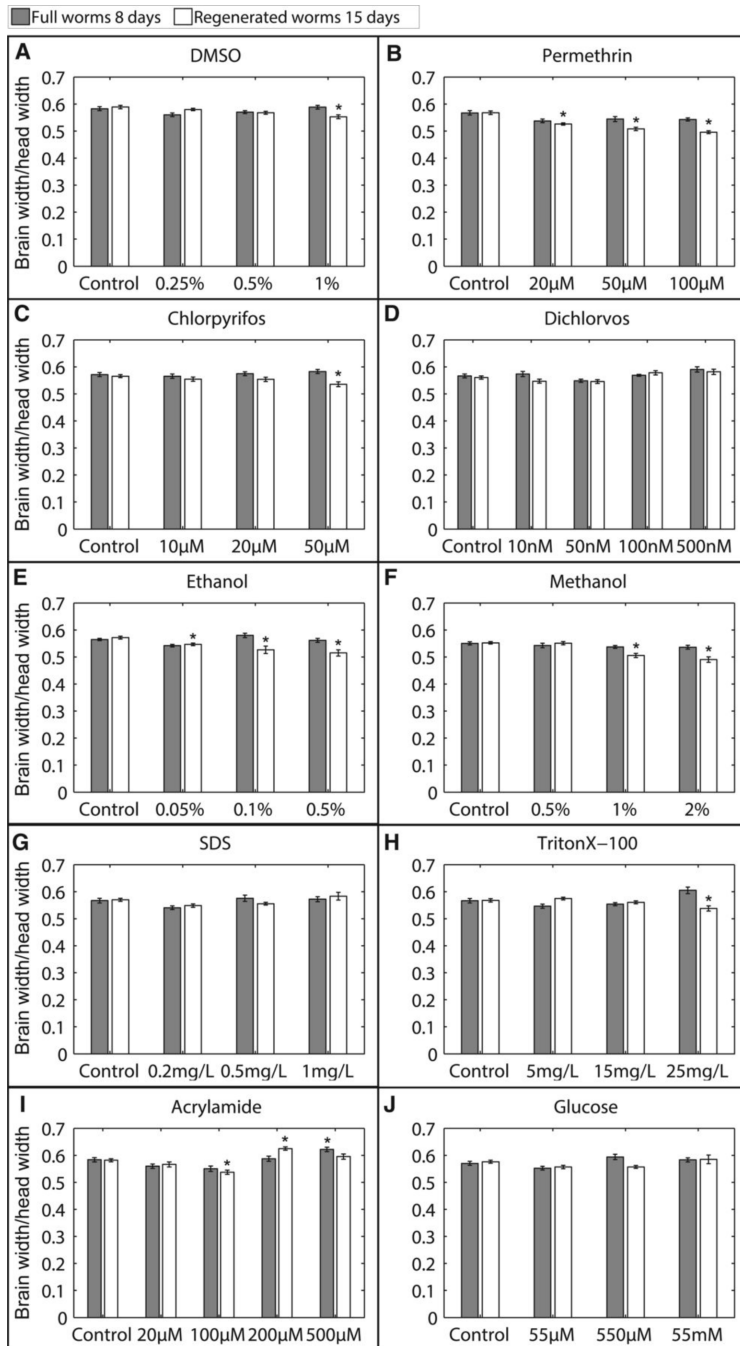 Full worms 8 days Regenerated worms 15 days
A DMSO
Brain width/head width
0.7
0.6
0.5
0.4
0.3
0.2
0.1
0
*
Control 0.25% 0.5% 1%
B Permethrin
0.7
0.6
0.5
0.4
0.3
0.2
0.1
0
* * *
Control 20μM 50μM 100μM
C Chlorpyrifos
Brain width/head width
0.7
0.6
0.5
0.4
0.3
0.2
0.1
0
*
Control 10μM 20μM 50μM
D Dichlorvos
0.7
0.6
0.5
0.4
0.3
0.2
0.1
0
Control 10nM 50nM 100nM 500nM
E Ethanol
Brain width/head width
0.7
0.6
0.5
0.4
0.3
0.2
0.1
0
* * *
Control 0.05% 0.1% 0.5%
F Methanol
0.7
0.6
0.5
0.4
0.3
0.2
0.1
0
* *
Control 0.5% 1% 2%
G SDS
Brain width/head width
0.7
0.6
0.5
0.4
0.3
0.2
0.1
0
Control 0.2mg/L 0.5mg/L 1mg/L
H TritonX-100
0.7
0.6
0.5
0.4
0.3
0.2
0.1
0
*
Control 5mg/L 15mg/L 25mg/L
I Acrylamide
Brain width/head width
0.7
0.6
0.5
0.4
0.3
0.2
0.1
0
* * *
Control 20μM 100μM 200μM 500μM
J Glucose
0.7
0.6
0.5
0.4
0.3
0.2
0.1
0
Control 55μM 550μM 55mM